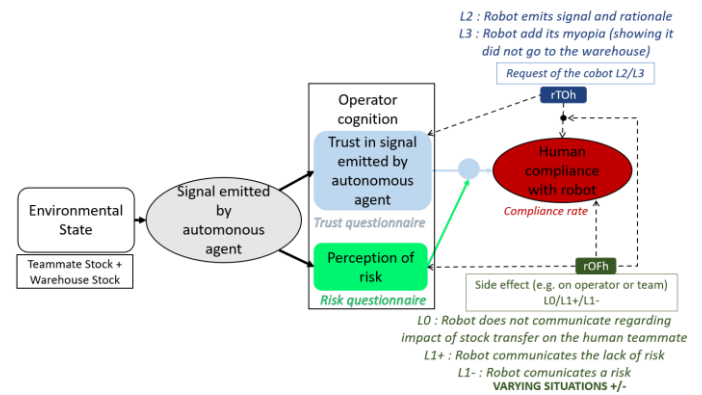 L2 : Robot emits signal and rationale
L3 : Robot add its myopia (showing it
did not go to the warehouse)
Request of the cobot L2/L3
rTOh
Operator
cognition
Trust in signal
emitted by
autonomous
agent
Trust questionnaire
Human
compliance
with robot
Compliance rate
Signal emitted
by
automonous
agent
Environmental
State
Teammate Stock +
Warehouse Stock
Perception of
risk
Risk questionnaire
rOFh
Side effect (e.g. on operator or team)
L0/L1+/L1-
L0 : Robot does not communicate regarding
impact of stock transfer on the human teammate
L1+ : Robot communicates the lack of risk
L1- : Robot comunicates a risk
VARYING SITUATIONS +/-